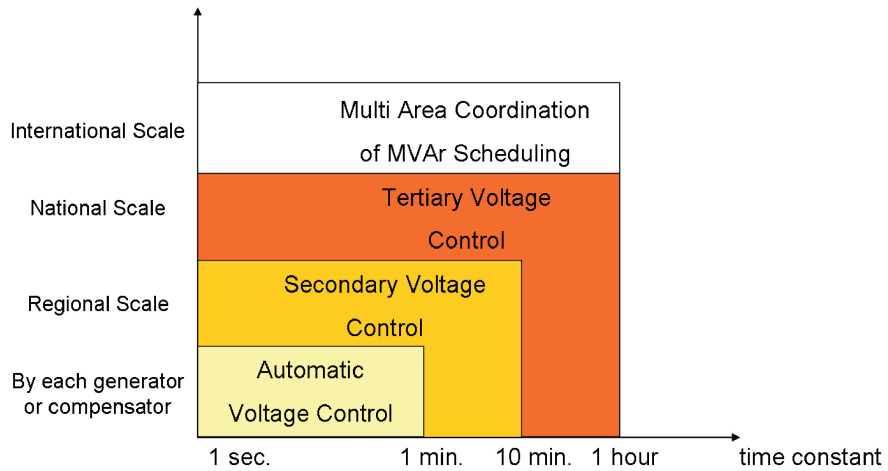 International Scale
Multi Area Coordination
of MVAr Scheduling
National Scale
Tertiary Voltage
Control
Regional Scale
Secondary Voltage
Control
By each generator
or compensator
Automatic
Voltage Control
1 sec.
1 min.
10 min.
1 hour
time constant